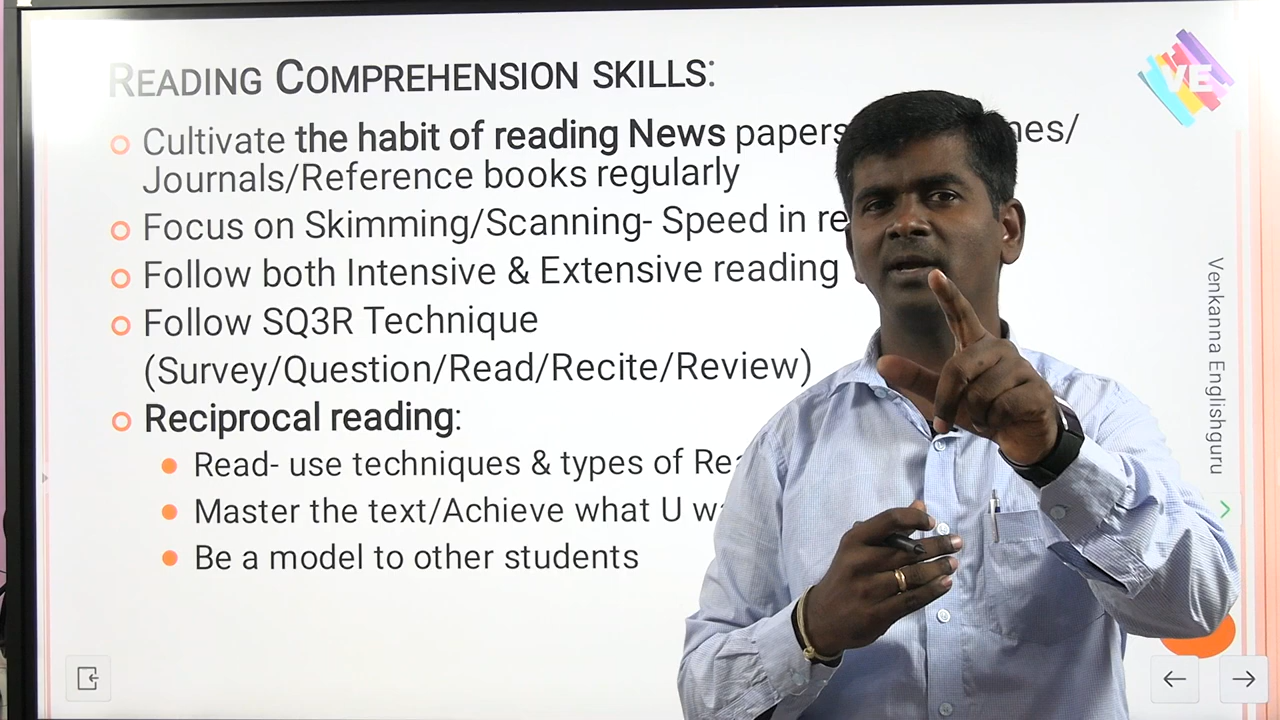 READING COMPREHENSION SKILLS:
VE
Cultivate the habit of reading News papers
Journals/Reference books regularly
Focus on Skimming/Scanning- Speed in
Follow both Intensive & Extensive reading
Follow SQ3R Technique
(Survey/Question/Read/Recite/Review)
Reciprocal reading:
Read- use techniques & types of
Master the text/Achieve what U
Be a model to other students
Venkanna Englishguru